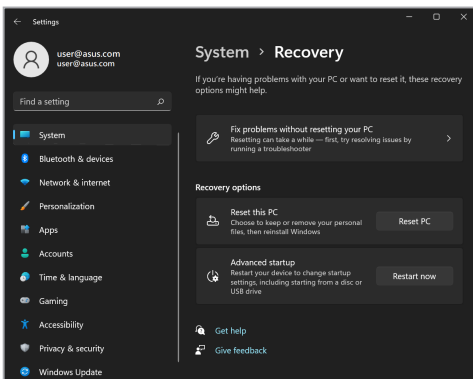 Settings
user@asus.com
user@asus.com
Find a setting
System
Bluetooth & devices
Network & internet
Personalization
Apps
Accounts
Time & language
Gaming
Accessibility
Privacy & security
Windows Update
System > Recovery
If you're having problems with your PC or want to reset it, these recovery
options might help.
Fix problems without resetting your PC
Resetting can take a while — first, try resolving issues by
running a troubleshooter
Recovery options
Reset this PC
Choose to keep or remove your personal
files, then reinstall Windows
Reset PC
Advanced startup
Restart your device to change startup
settings, including starting from a disc or
USB drive
Restart now
Get help
Give feedback